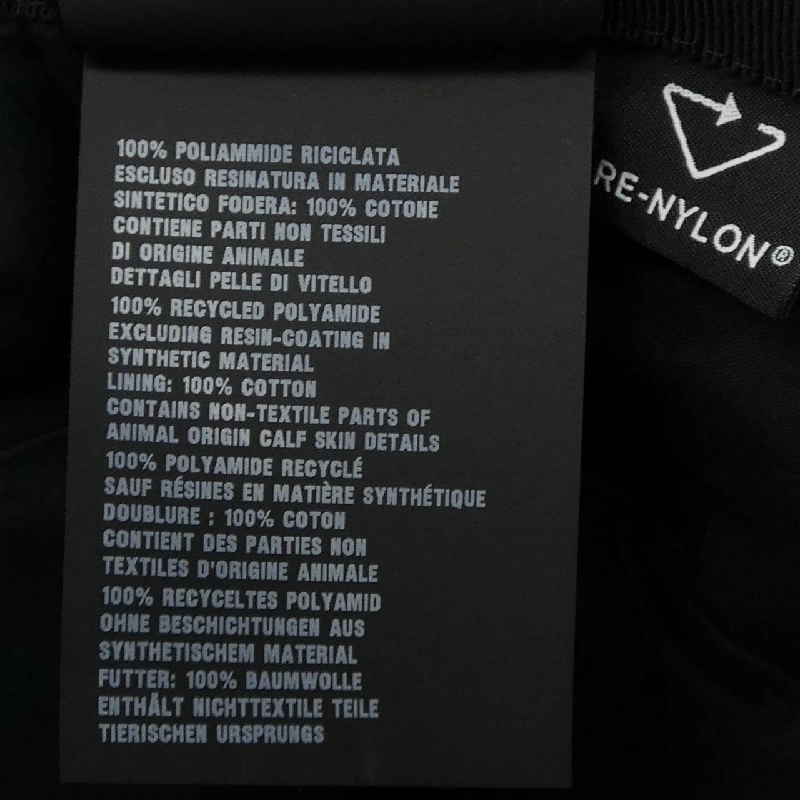 100% POLIAMMIDE RICICLATA
ESCLUSO RESINATURA IN MATERIALE
SINTETICO FODERA: 100% COTONE
CONTIENE PARTI NON TESSILI
DI ORIGINE ANIMALE
DETTAGLI PELLE DI VITELLO
100% RECYCLED POLYAMIDE
EXCLUDING RESIN-COATING IN
SYNTHETIC MATERIAL
LINING: 100% COTTON
CONTAINS NON-TEXTILE PARTS OF
ANIMAL ORIGIN CALF SKIN DETAILS
100% POLYAMIDE RECYCLÉ
SAUF RÉSINES EN MATIÈRE SYNTHÉTIQUE
DOUBLURE : 100% COTON
CONTIENT DES PARTIES NON
TEXTILES D'ORIGINE ANIMALE
100% RECYCELTES POLYAMID
OHNE BESCHICHTUNGEN AUS
SYNTHETISCHEM MATERIAL
FUTTER: 100% BAUMWOLLE
ENTHÄLT NICHTTEXTILE TEILE
TIERISCHEN URSPRUNGS
RE-NYLON®